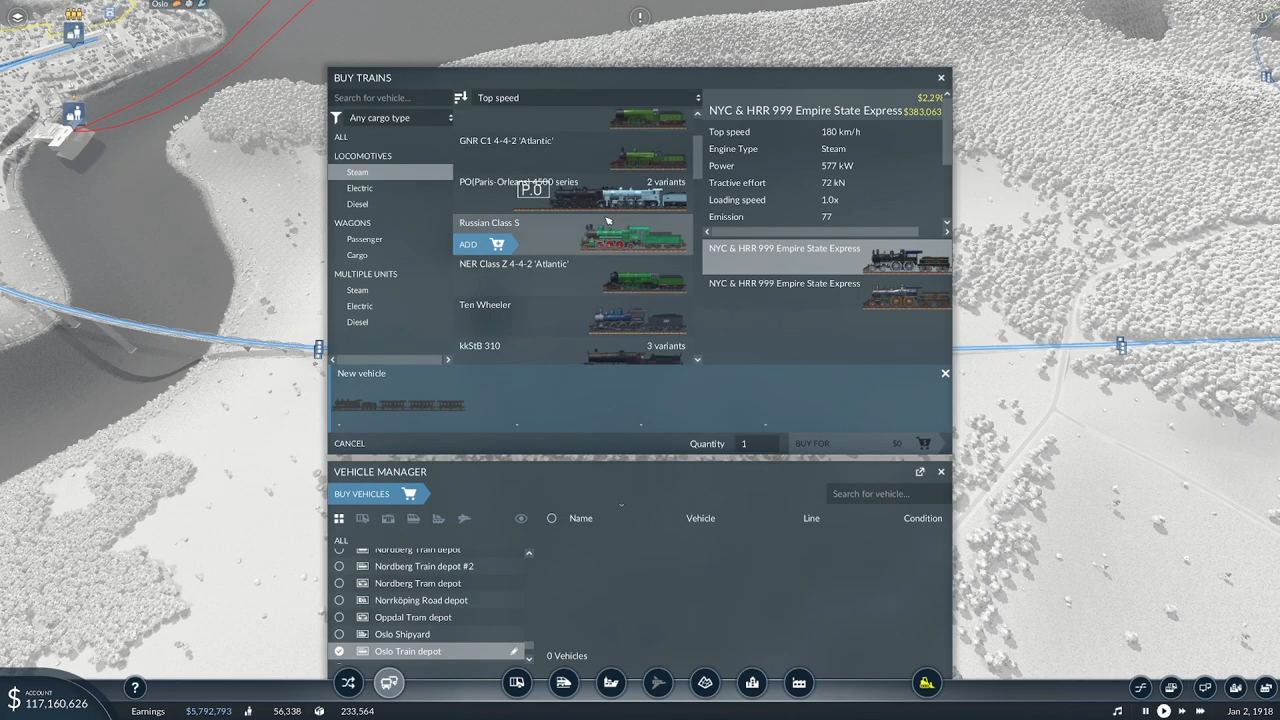 Oslo
BUY TRAINS
Search for vehicle...
Top speed
Any cargo type
ALL
LOCOMOTIVES
Steam
Electric
Diesel
WAGONS
Passenger
Cargo
MULTIPLE UNITS
Steam
Electric
Diesel
GNR C1 4-4-2 'Atlantic'
PO(Paris-Orleans) 4500 series 2 variants
P.O
Russian Class S
ADD
NER Class Z 4-4-2 'Atlantic'
Ten Wheeler
kkStB 310 3 variants
NYC & HRR 999 Empire State Express
$383,063
Top speed 180 km/h
Engine Type Steam
Power 577 kW
Tractive effort 72 kN
Loading speed 1.0x
Emission 77
NYC & HRR 999 Empire State Express
NYC & HRR 999 Empire State Express
New vehicle
CANCEL
Quantity 1
BUY FOR $0
VEHICLE MANAGER
BUY VEHICLES
Search for vehicle...
Name Vehicle Line Condition
ALL
Nordberg Train depot
Nordberg Train depot #2
Nordberg Tram depot
Norrköping Road depot
Oppdal Tram depot
Oslo Shipyard
Oslo Train depot
0 Vehicles
$ ACCOUNT
117,160,626
?
Earnings $5,792,793 56,338 233,564
Jan 2, 1918